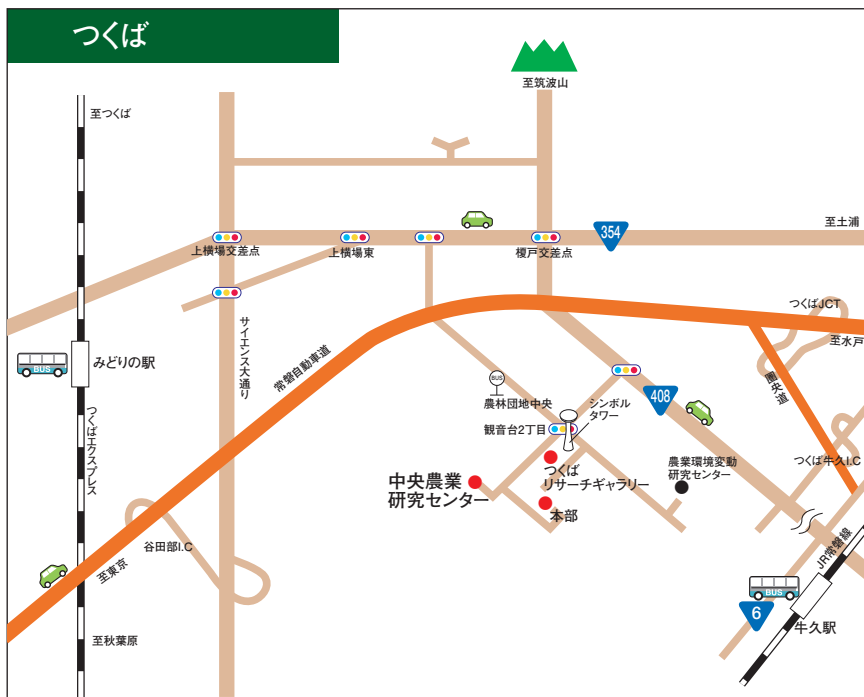 つくば
至筑波山
至つくば
至土浦
354
上横場交差点
上横場東
榎戸交差点
つくばJCT
至水戸
サイエンス大通り
常磐自動車道
圏央道
BUS
みどりの駅
BUS
408
農林団地中央
シンボル
タワー
観音台2丁目
つくばエクスプレス
つくば
リサーチギャラリー
農業環境変動
研究センター
つくば牛久I.C
中央農業
研究センター
本部
谷田部I.C
至東京
JR常磐線
BUS
6
牛久駅
至秋葉原